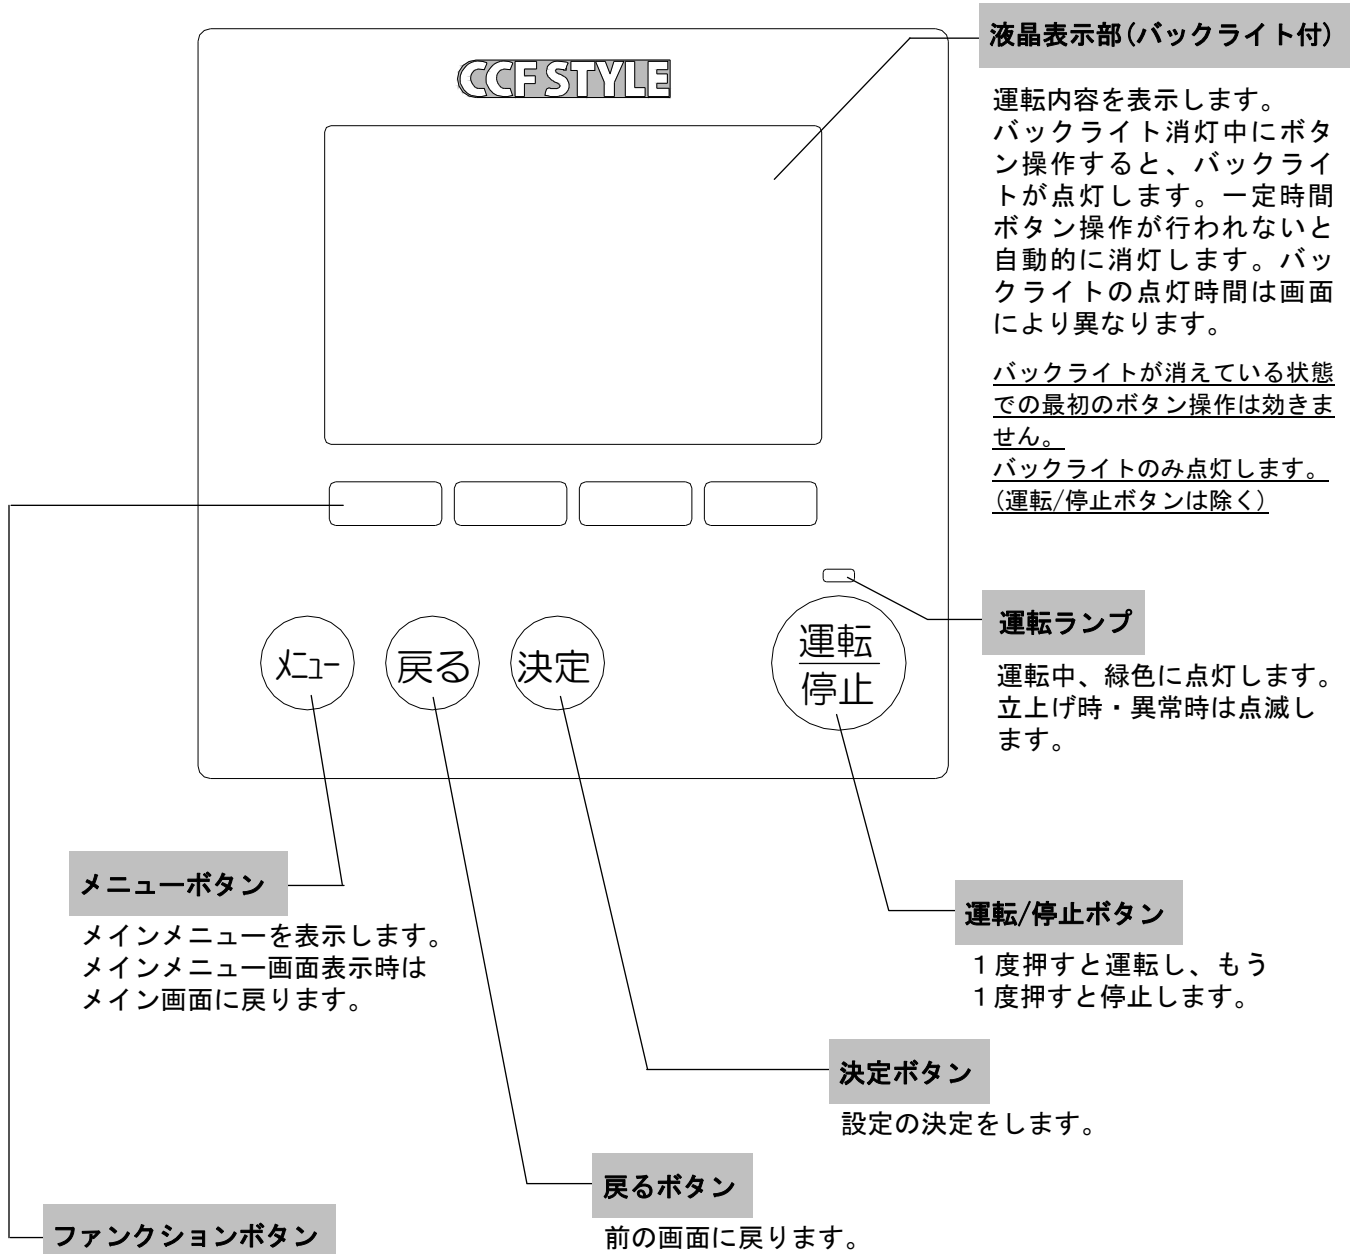 CCF STYLE
液晶表示部(バックライト付)
運転内容を表示します。
バックライト消灯中にボタ
ン操作すると、バックライ
トが点灯します。一定時間
ボタン操作が行われないと
自動的に消灯します。バッ
クライトの点灯時間は画面
により異なります。
バックライトが消えている状態
での最初のボタン操作は効きま
せん。
バックライトのみ点灯します。
(運転/停止ボタンは除く)
メニュー
戻る
決定
運転
停止
運転ランプ
運転中、緑色に点灯します。
立上げ時・異常時は点滅し
ます。
メニューボタン
メインメニューを表示します。
メインメニュー画面表示時は
メイン画面に戻ります。
運転/停止ボタン
1度押すと運転し、もう
1度押すと停止します。
決定ボタン
設定の決定をします。
戻るボタン
前の画面に戻ります。
ファンクションボタン